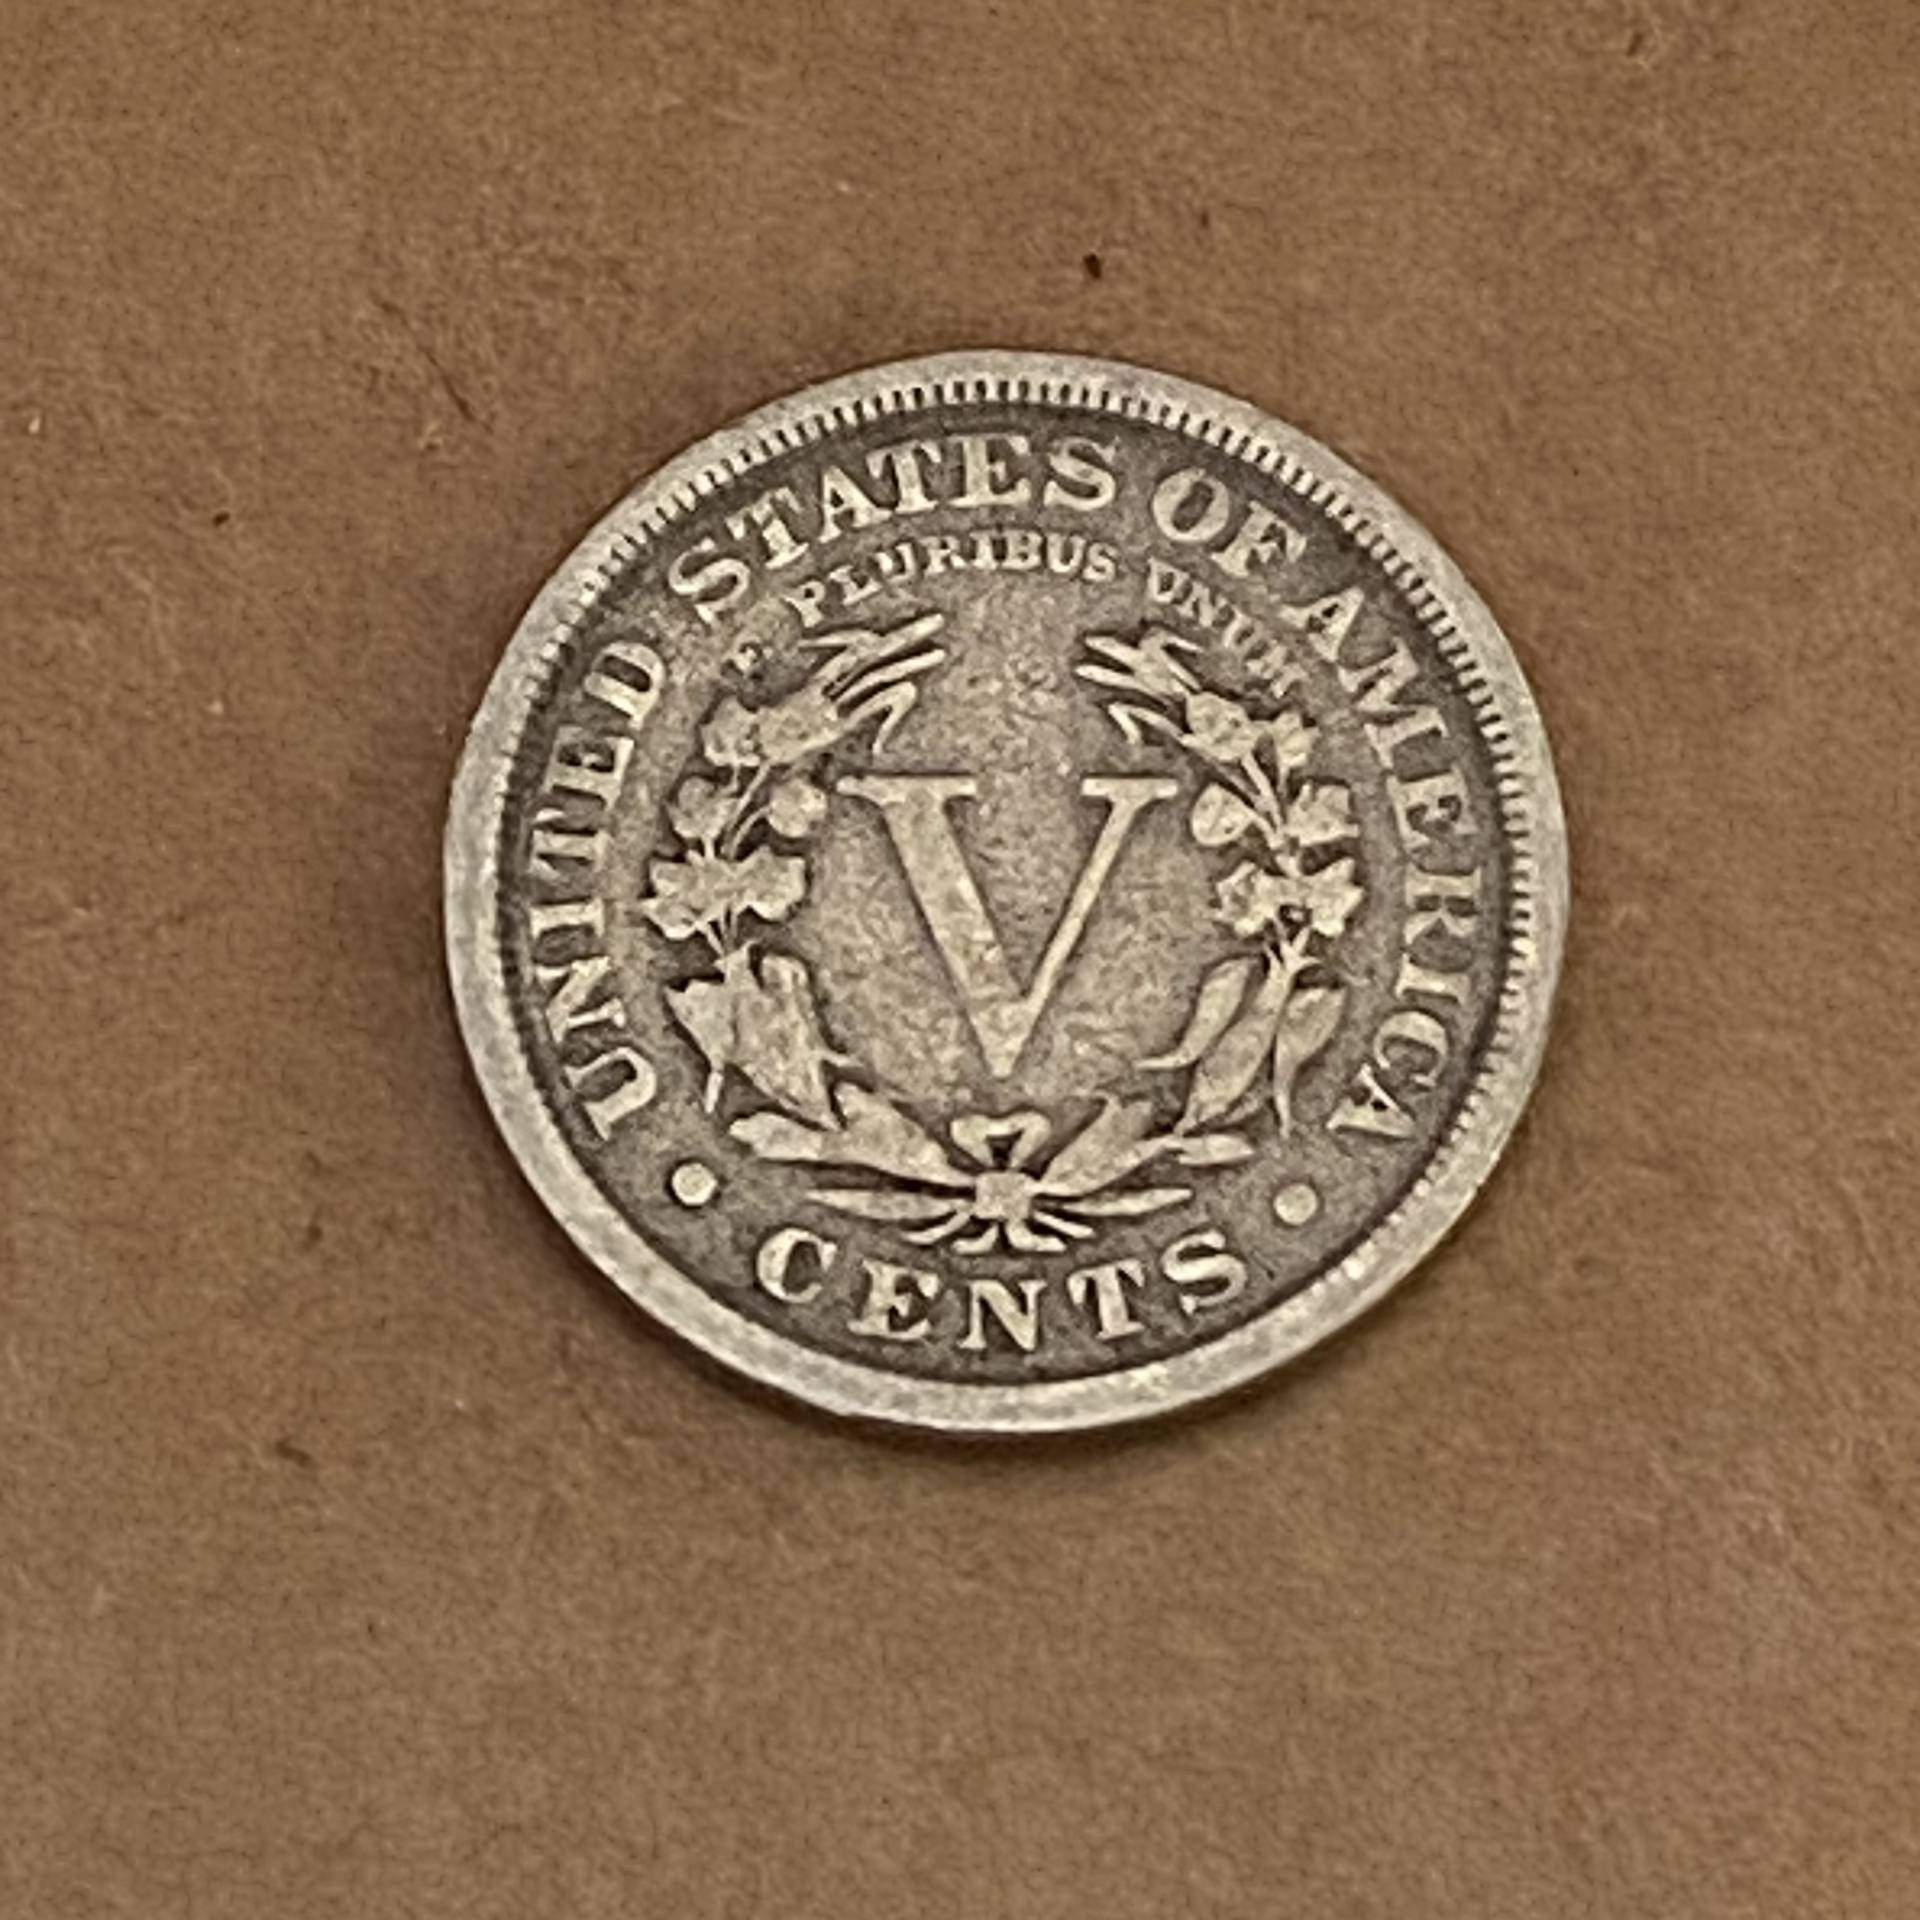 UNITED STATES OF AMERICA
E PLURIBUS UNUM
V
CENTS